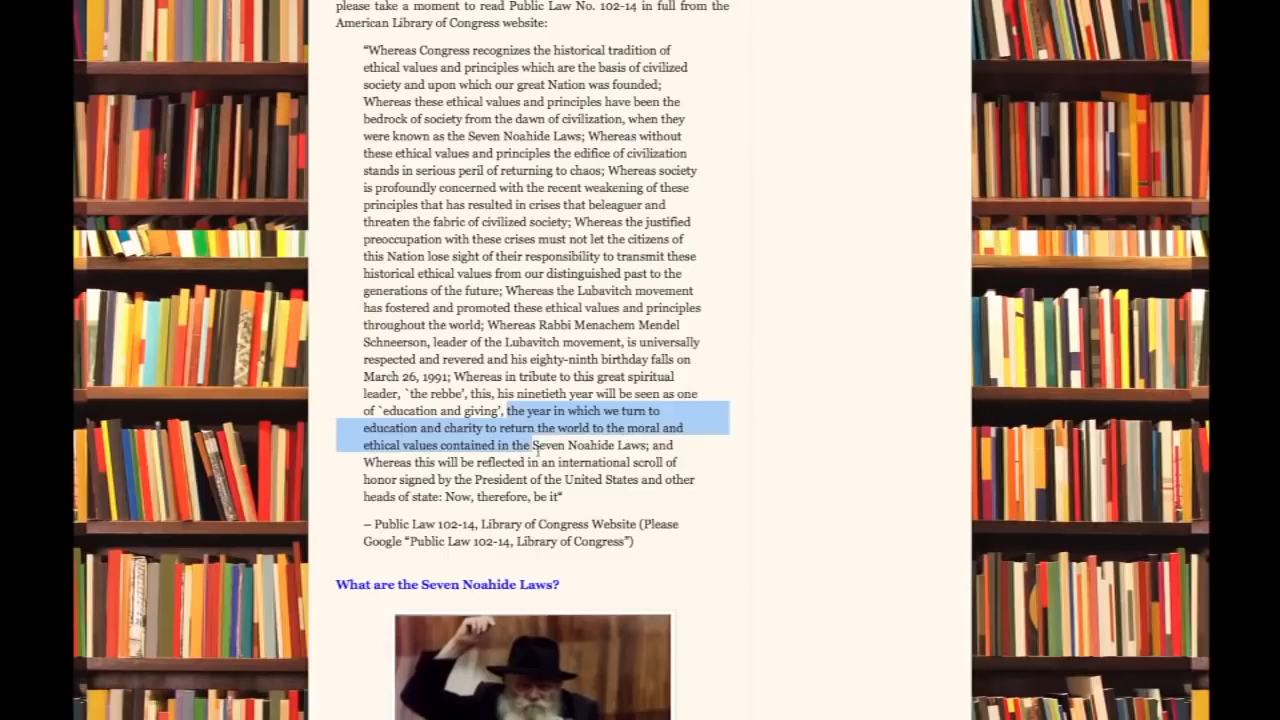 please take a moment to read Public Law No. 102-14 in full from the
American Library of Congress website:
“Whereas Congress recognizes the historical tradition of
ethical values and principles which are the basis of civilized
society and upon which our great Nation was founded;
Whereas these ethical values and principles have been the
bedrock of society from the dawn of civilization, when they
were known as the Seven Noahide Laws; Whereas without
these ethical values and principles the edifice of civilization
stands in serious peril of returning to chaos; Whereas society
is profoundly concerned with the recent weakening of these
principles that has resulted in crises that beleaguer and
threaten the fabric of civilized society; Whereas the justified
preoccupation with these crises must not let the citizens of
this Nation lose sight of their responsibility to transmit these
historical ethical values from our distinguished past to the
generations of the future; Whereas the Lubavitch movement
has fostered and promoted these ethical values and principles
throughout the world; Whereas Rabbi Menachem Mendel
Schneerson, leader of the Lubavitch movement, is universally
respected and revered and his eighty-ninth birthday falls on
March 26, 1991; Whereas in tribute to this great spiritual
leader, `the rebbe’, this, his ninetieth year will be seen as one
of `education and giving’, the year in which we turn to
education and charity to return the world to the moral and
ethical values contained in the Seven Noahide Laws; and
Whereas this will be reflected in an international scroll of
honor signed by the President of the United States and other
heads of state: Now, therefore, be it“
– Public Law 102-14, Library of Congress Website (Please
Google “Public Law 102-14, Library of Congress”)
What are the Seven Noahide Laws?